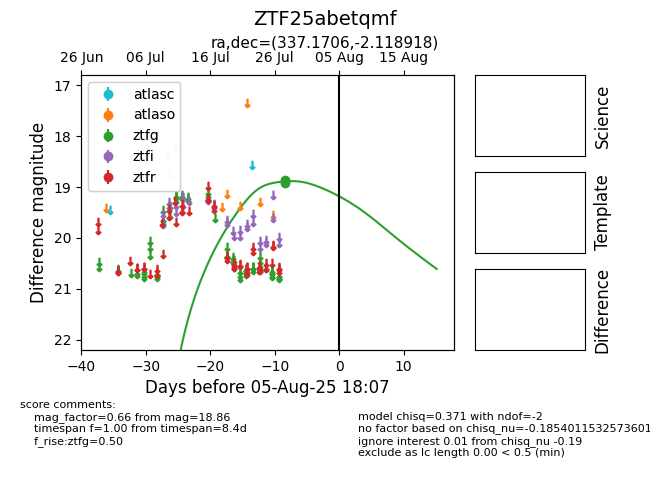 ZTF25abetqmf
ra,dec=(337.1706,-2.118918)
26 Jun 06 Jul 16 Jul 26 Jul 05 Aug 15 Aug
17
18
19
20
21
22
Difference magnitude
atlasc
atlaso
ztfg
ztfi
ztfr
−40 −30 −20 −10 0 10
Days before 05-Aug-25 18:07
Science
Template
Difference
score comments:
mag_factor=0.66 from mag=18.86
timespan f=1.00 from timespan=8.4d
f_rise:ztfg=0.50
model chisq=0.371 with ndof=-2
no factor based on chisq_nu=-0.1854011532573601
ignore interest 0.01 from chisq_nu -0.19
exclude as lc length 0.00 < 0.5 (min)